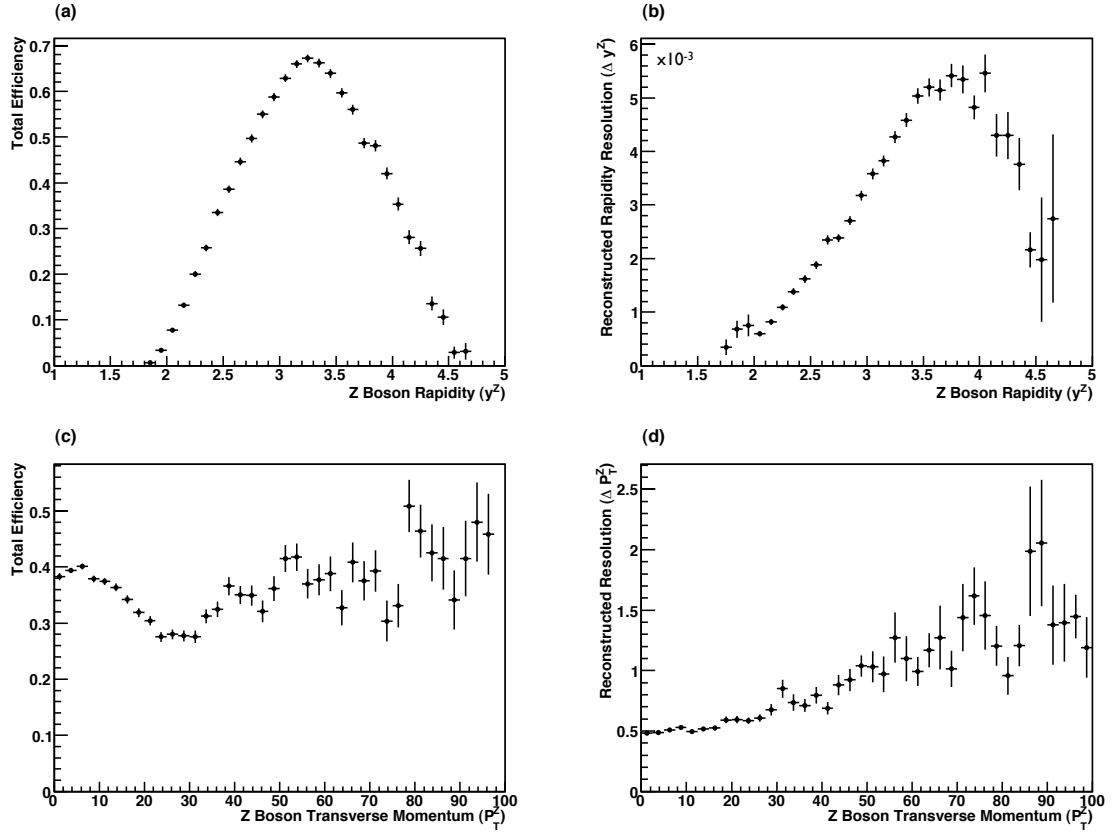 (a)
Total Efficiency
0.7
0.6
0.5
0.4
0.3
0.2
0.1
0
1 1.5 2 2.5 3 3.5 4 4.5 5
Z Boson Rapidity (y^Z)
(b)
Reconstructed Rapidity Resolution (Δ y^Z)
×10^-3
6
5
4
3
2
1
0
1 1.5 2 2.5 3 3.5 4 4.5 5
Z Boson Rapidity (y^Z)
(c)
Total Efficiency
0.5
0.4
0.3
0.2
0.1
0
0 10 20 30 40 50 60 70 80 90 100
Z Boson Transverse Momentum (P_T^Z)
(d)
Reconstructed Resolution (Δ P_T^Z)
2.5
2
1.5
1
0.5
0
0 10 20 30 40 50 60 70 80 90 100
Z Boson Transverse Momentum (P_T^Z)